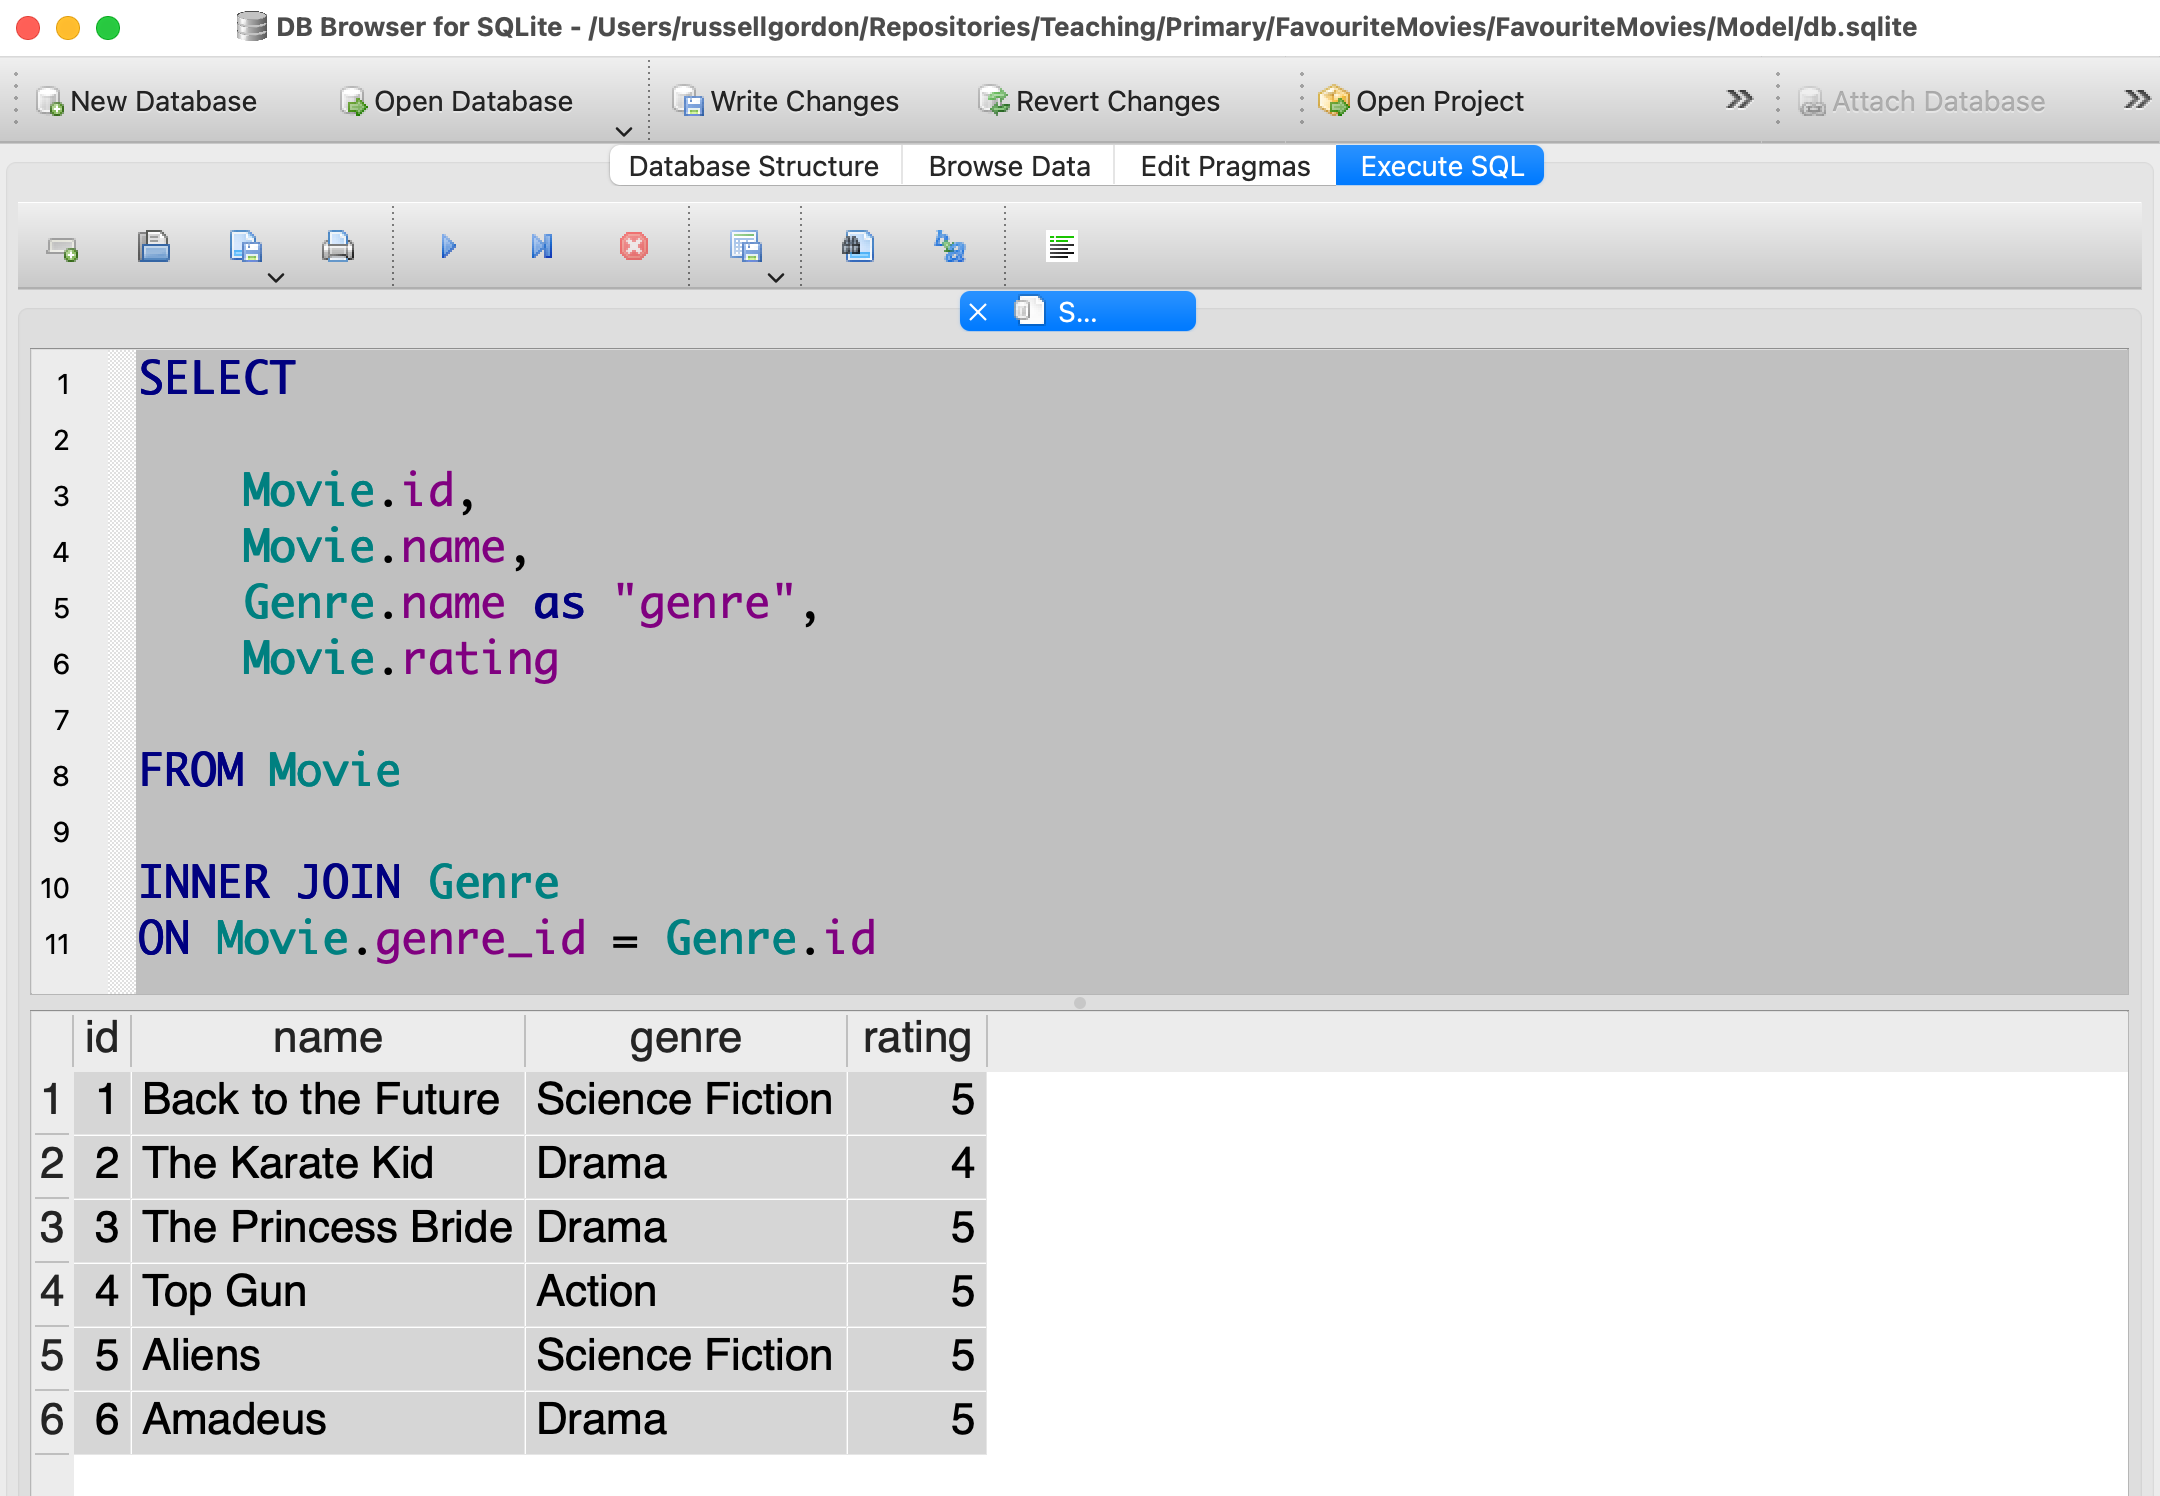 DB Browser for SQLite - /Users/russellgordon/Repositories/Teaching/Primary/FavouriteMovies/FavouriteMovies/Model/db.sqlite
New Database Open Database Write Changes Revert Changes Open Project Attach Database
Database Structure Browse Data Edit Pragmas Execute SQL
S...
1 SELECT
2
3 Movie.id,
4 Movie.name,
5 Genre.name as "genre",
6 Movie.rating
7
8 FROM Movie
9
10 INNER JOIN Genre
11 ON Movie.genre_id = Genre.id
id name genre rating
1 1 Back to the Future Science Fiction 5
2 2 The Karate Kid Drama 4
3 3 The Princess Bride Drama 5
4 4 Top Gun Action 5
5 5 Aliens Science Fiction 5
6 6 Amadeus Drama 5